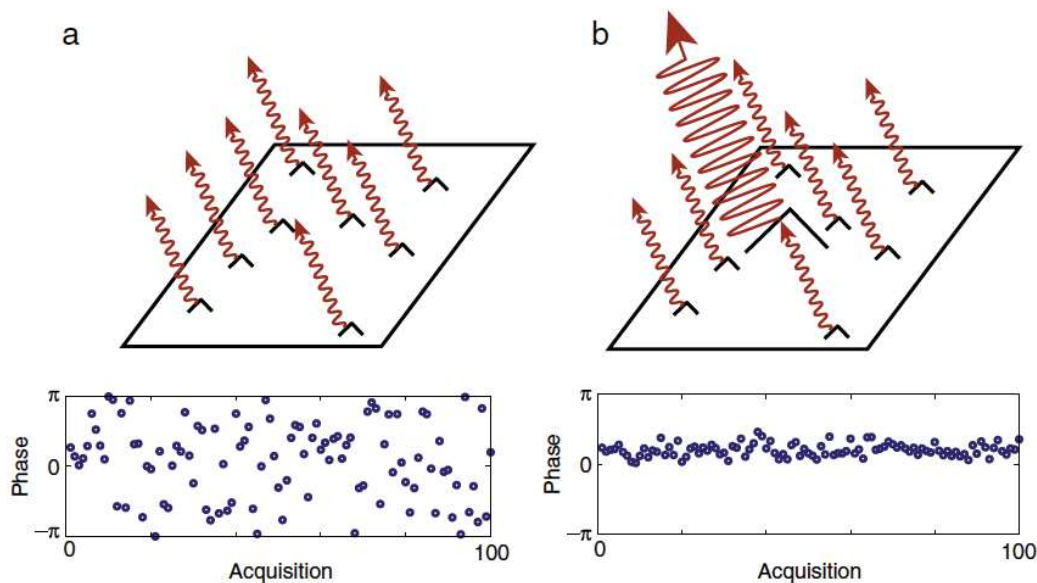 a
b
Phase
π
0
−π
0
100
Acquisition
Phase
π
0
−π
0
100
Acquisition